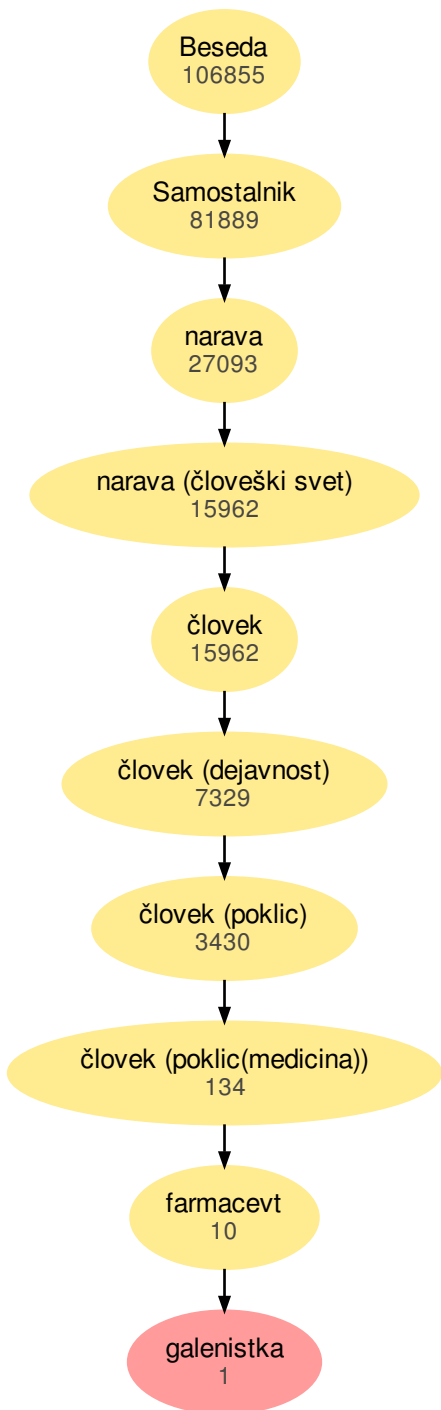 Beseda
106855
Samostalnik
81889
narava
27093
narava (človeški svet)
15962
človek
15962
človek (dejavnost)
7329
človek (poklic)
3430
človek (poklic(medicina))
134
farmacevt
10
galenistka
1